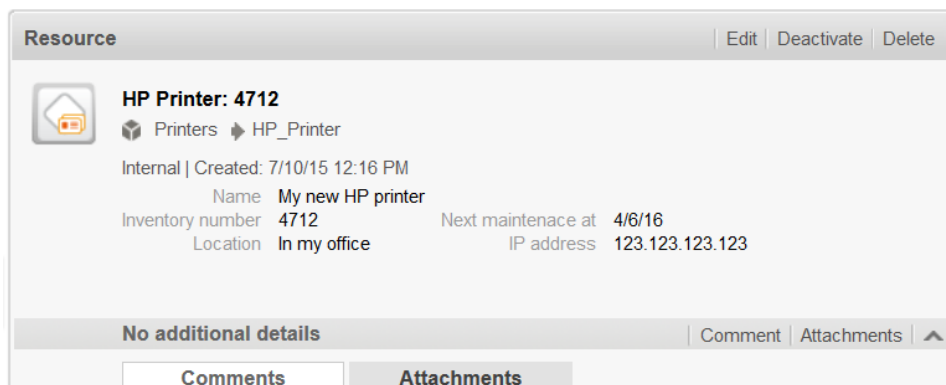 Resource Edit Deactivate Delete
HP Printer: 4712
Printers HP_Printer
Internal | Created: 7/10/15 12:16 PM
Name My new HP printer
Inventory number 4712 Next maintenace at 4/6/16
Location In my office IP address 123.123.123.123
No additional details Comment Attachments
Comments Attachments